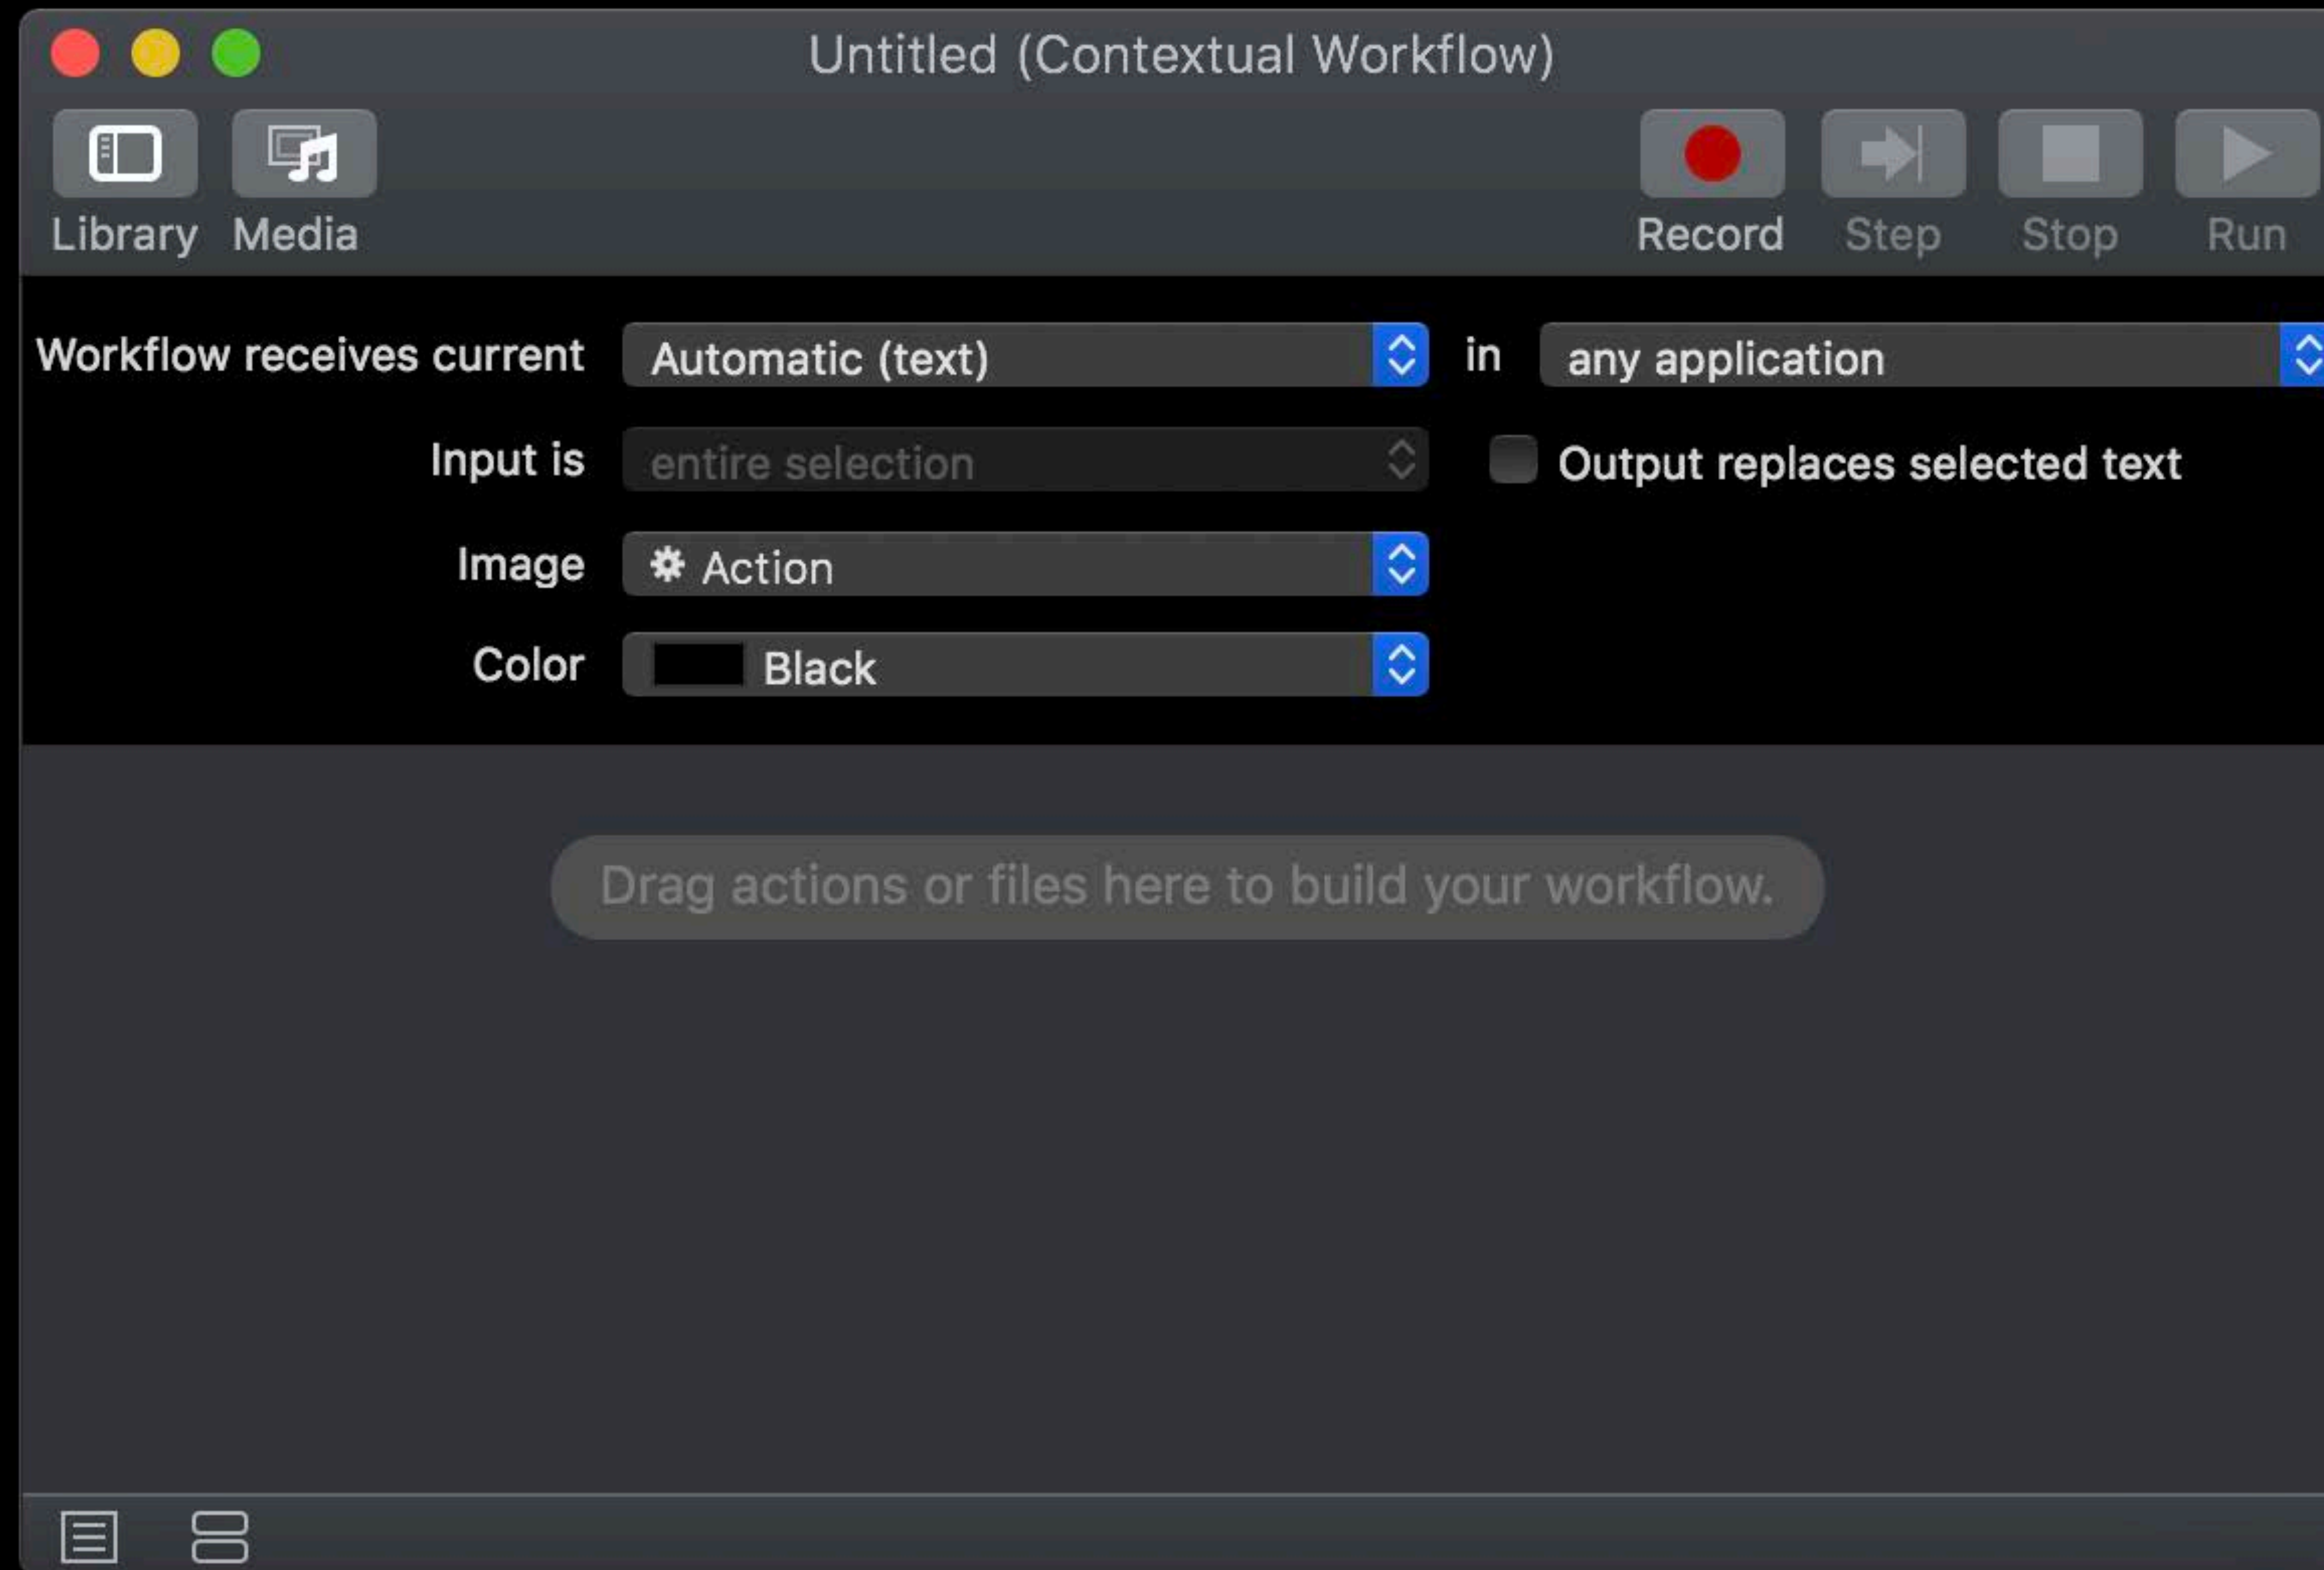 Untitled (Contextual Workflow)
Library Media Record Step Stop Run
Workflow receives current Automatic (text) in any application
Input is entire selection Output replaces selected text
Image Action
Color Black
Drag actions or files here to build your workflow.